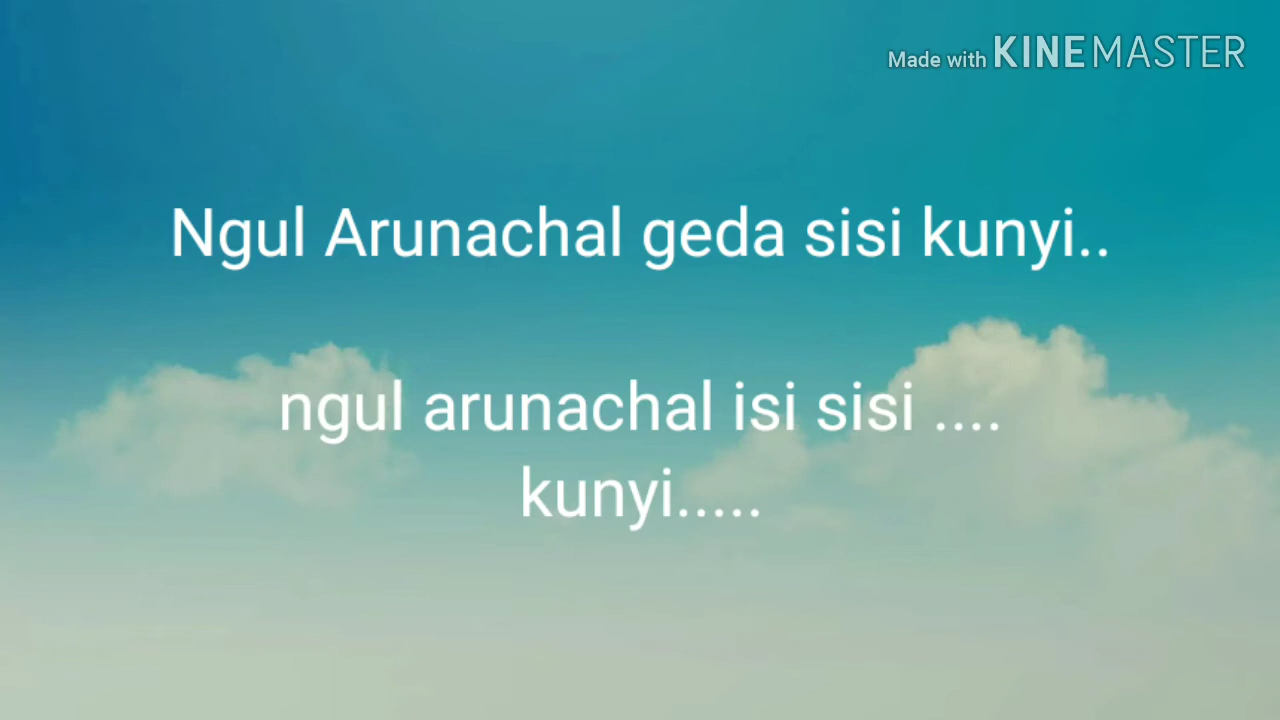 Made with KINEMASTER
Ngul Arunachal geda sisi kunyi..
ngul arunachal isi sisi ....
kunyi.....